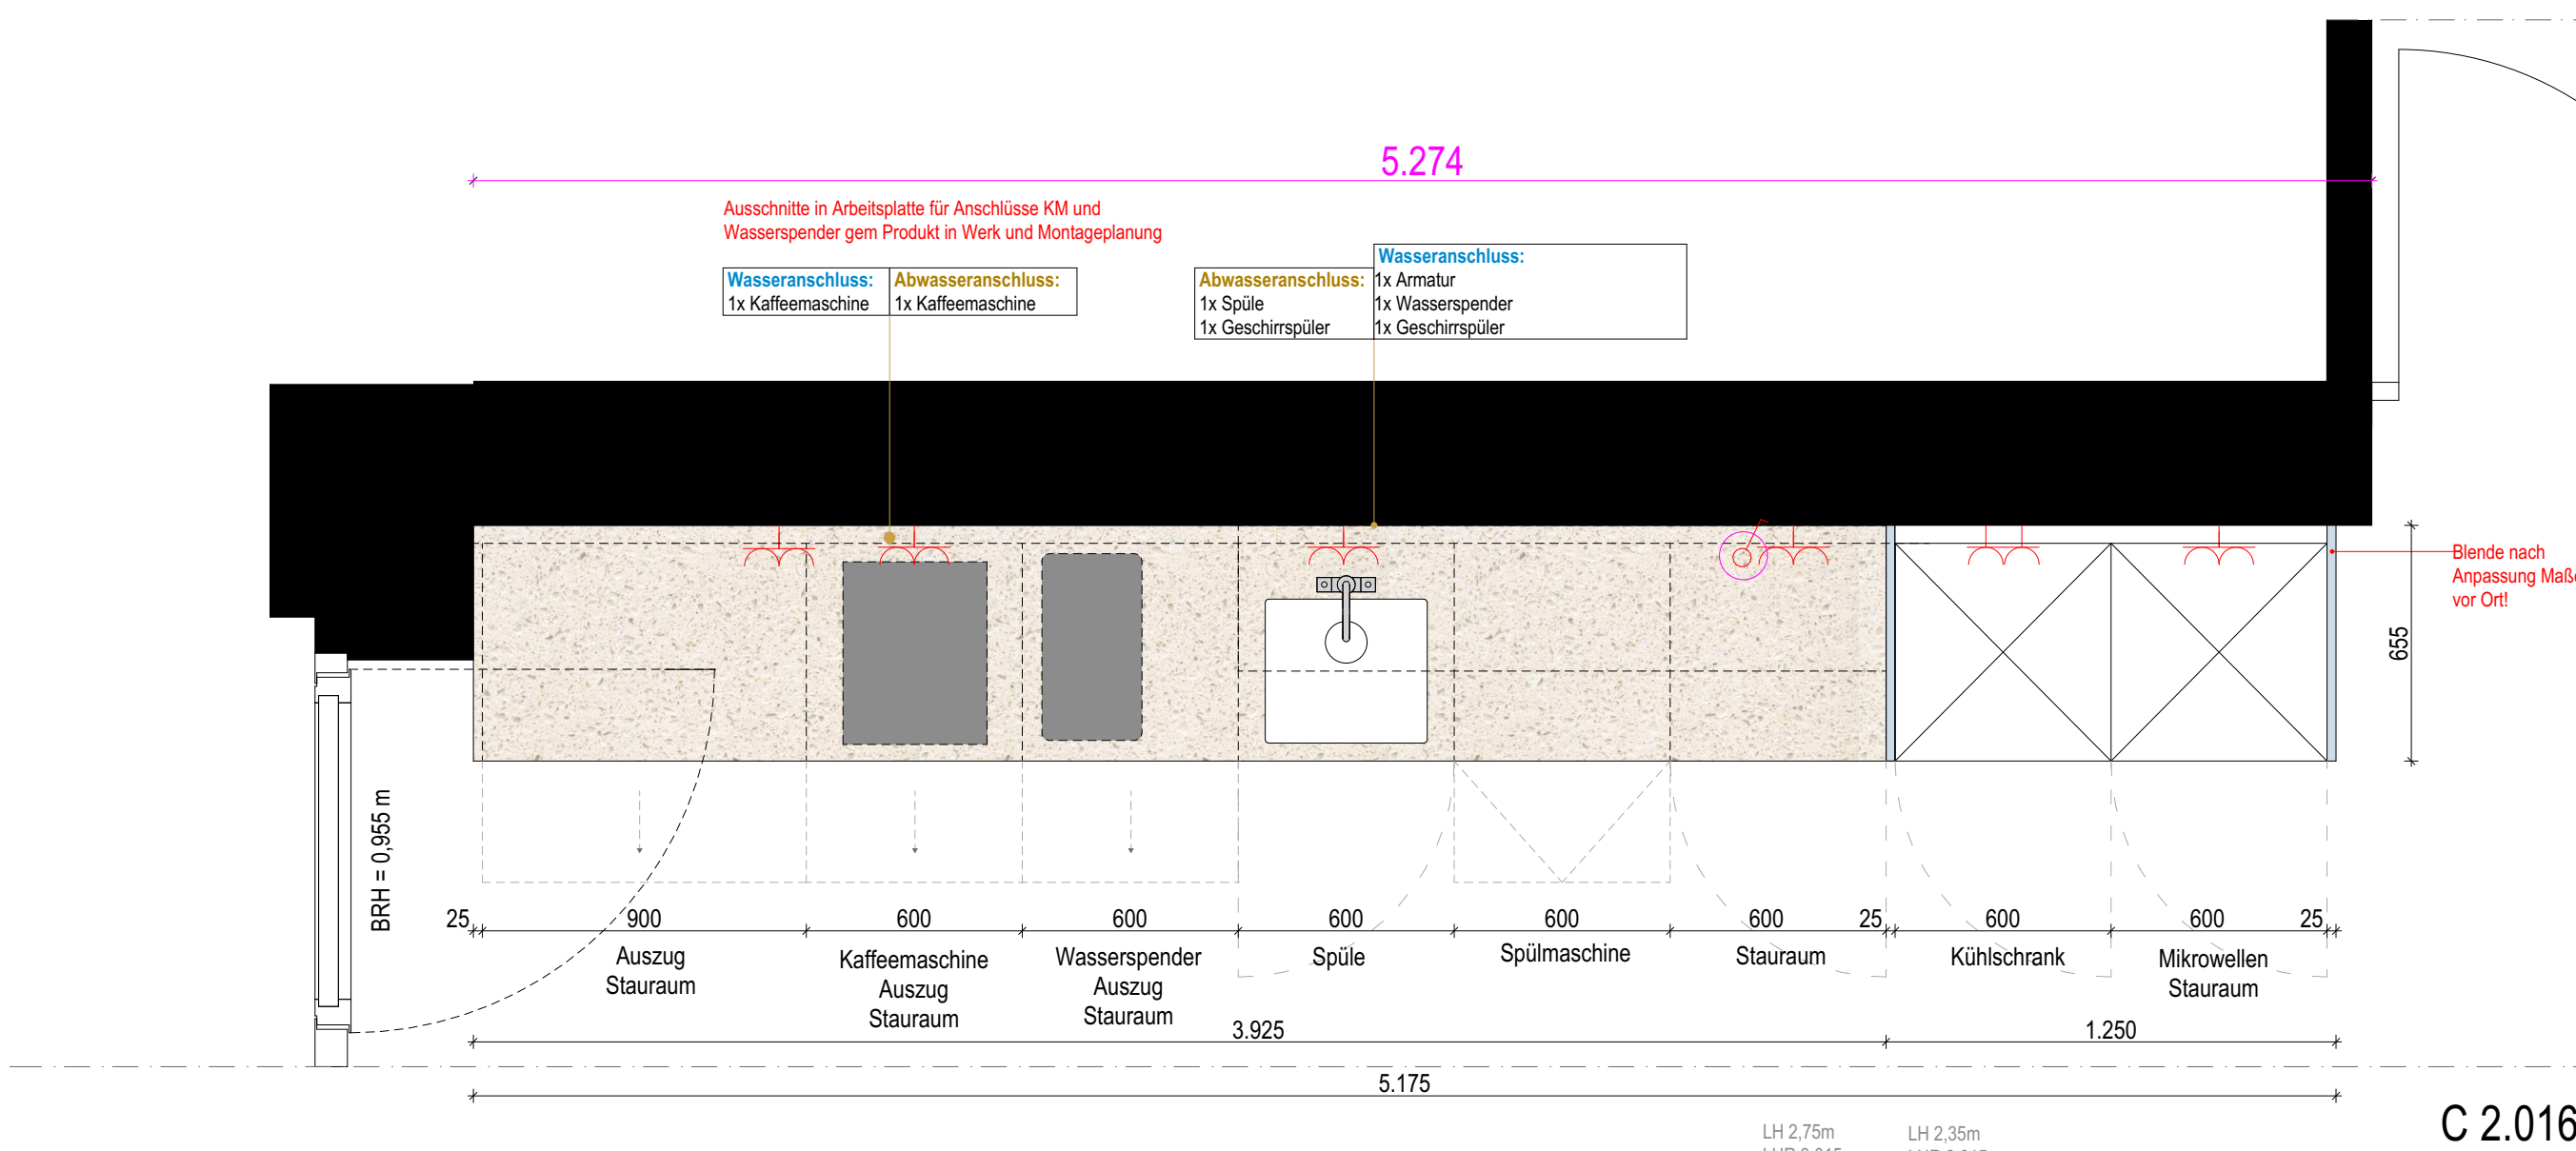 5.274
Ausschnitte in Arbeitsplatte für Anschlüsse KM und
Wasserspender gem Produkt in Werk und Montageplanung
Wasseranschluss:
1x Kaffeemaschine
Abwasseranschluss:
1x Kaffeemaschine
Abwasseranschluss:
1x Spüle
1x Geschirrspüler
Wasseranschluss:
1x Armatur
1x Wasserspender
1x Geschirrspüler
Blende nach
Anpassung Maße
vor Ort!
655
BRH = 0,955 m
25
900
600
600
600
600
600
25
600
600
25
Auszug
Stauraum
Kaffeemaschine
Auszug
Stauraum
Wasserspender
Auszug
Stauraum
Spüle
Spülmaschine
Stauraum
Kühlschrank
Mikrowellen
Stauraum
3.925
1.250
5.175
LH 2,75m
LH 2,35m
C 2.016